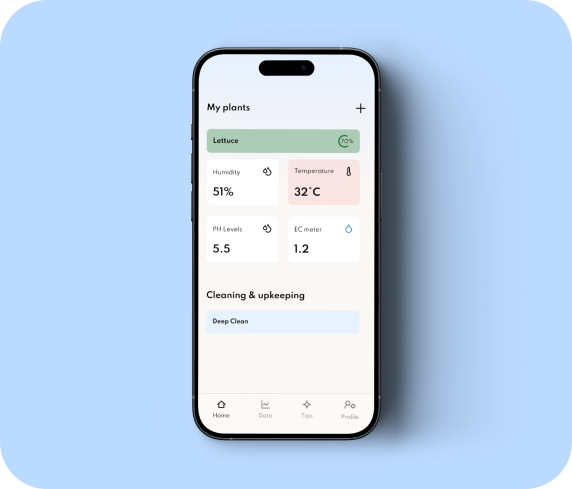 My plants
Lettuce 70%
Humidity
51%
Temperature
32°C
PH Levels
5.5
EC meter
1.2
Cleaning & upkeeping
Deep Clean
Home Data Tips Profile